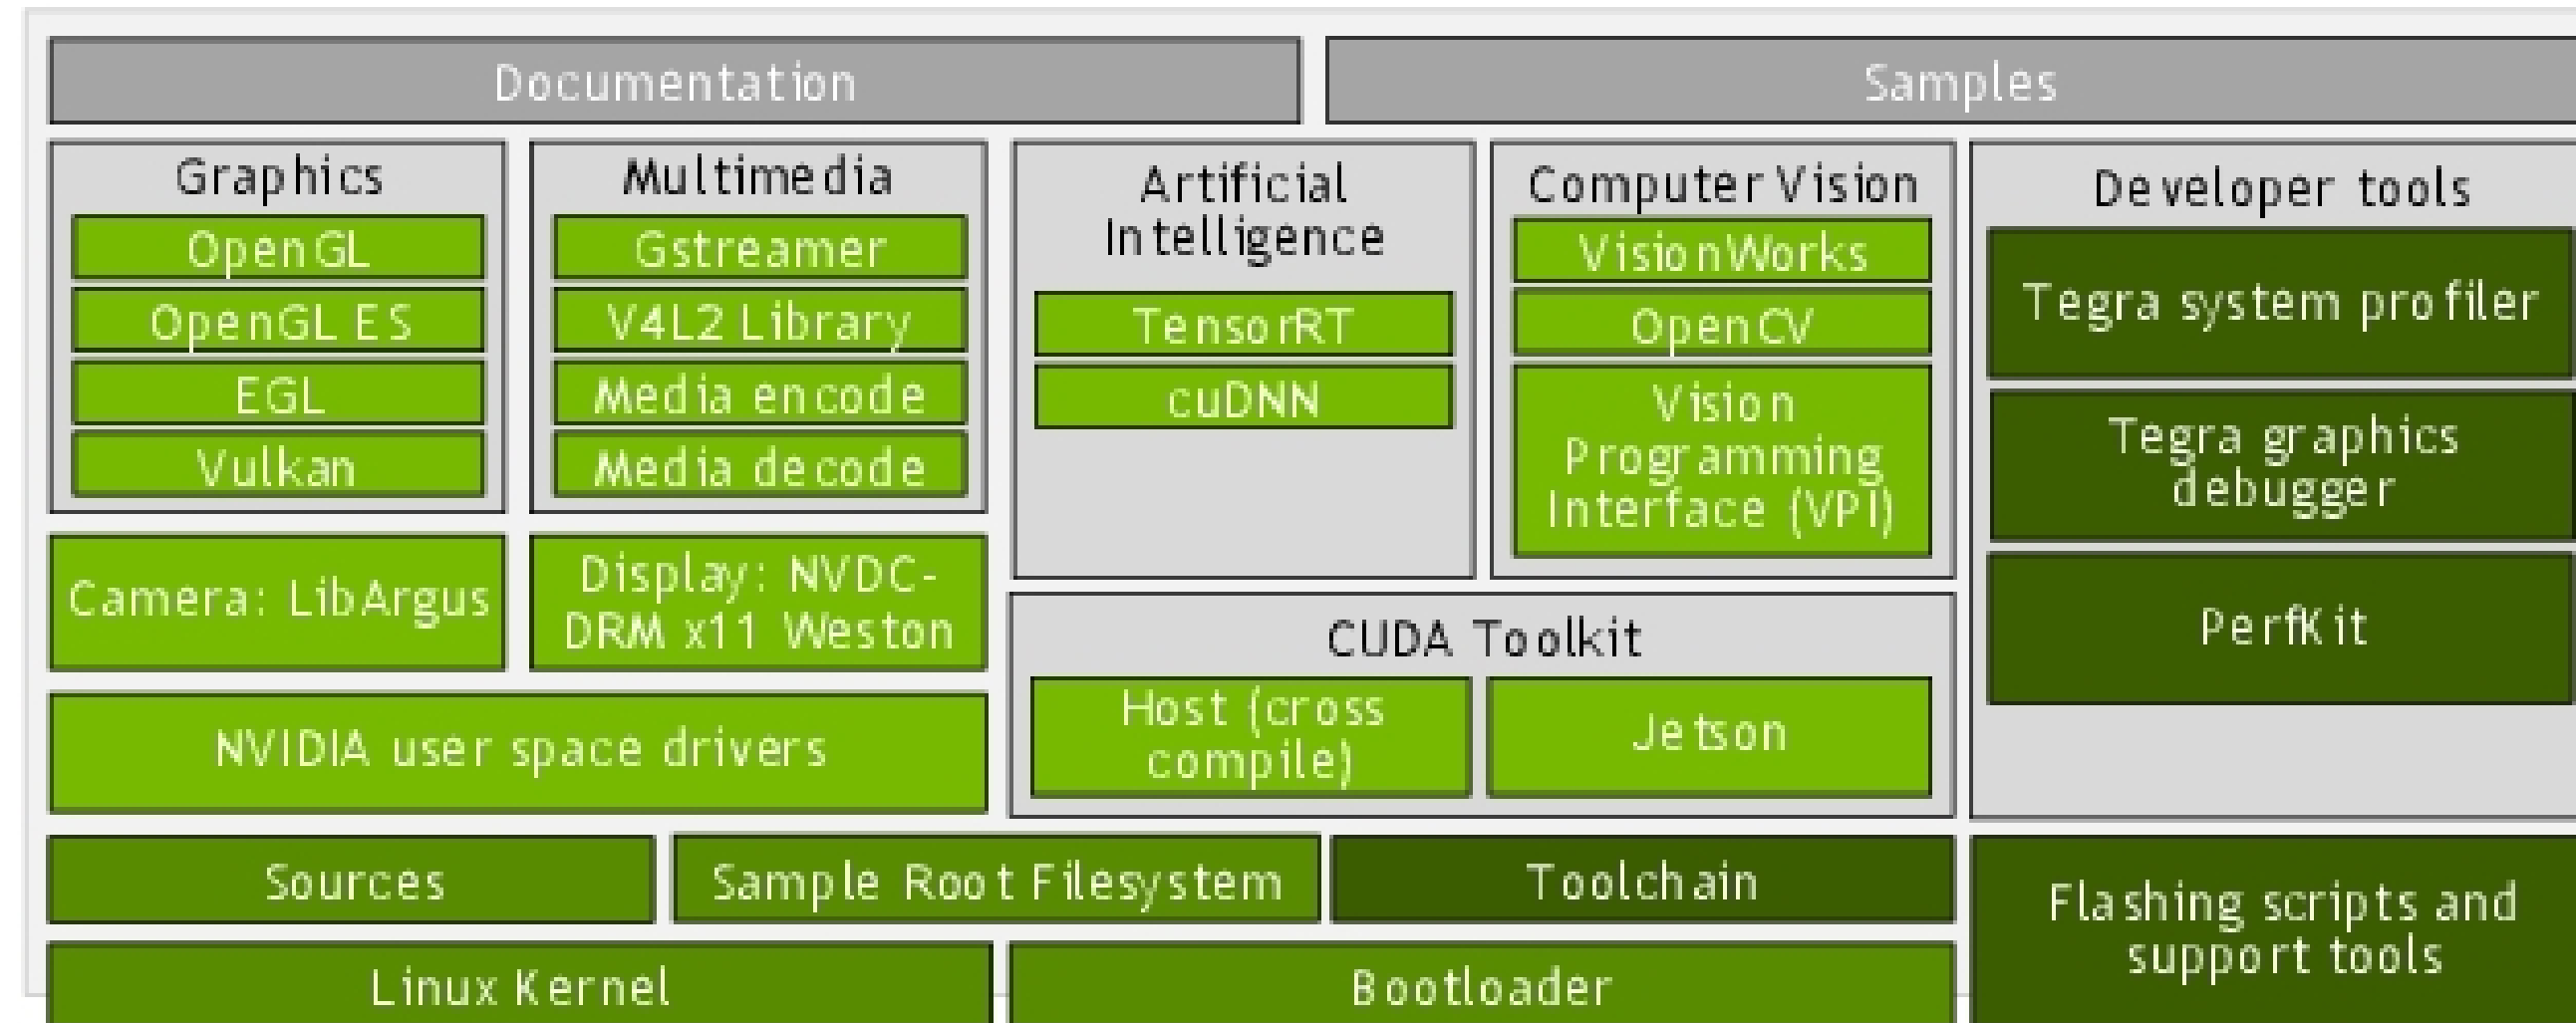 Documentation
Samples
Graphics
OpenGL
OpenGL ES
EGL
Vulkan
Multimedia
Gstreamer
V4L2 Library
Media encode
Media decode
Artificial
Intelligence
TensorRT
cuDNN
Computer Vision
VisionWorks
OpenCV
Vision
Programming
Interface (VPI)
Developer tools
Tegra system profiler
Tegra graphics
debugger
PerfKit
Camera: LibArgus
Display: NVDC-
DRM x11 Weston
CUDA Toolkit
Host (cross
compile)
Jetson
NVIDIA user space drivers
Sources
Sample Root Filesystem
Toolchain
Flashing scripts and
support tools
Linux Kernel
Bootloader